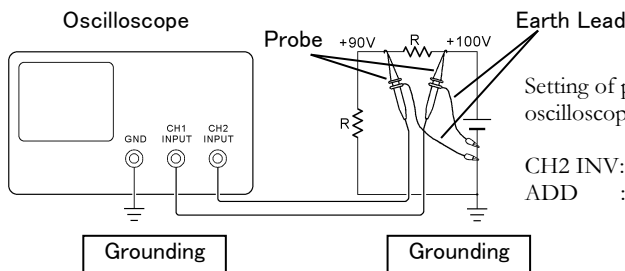 Oscilloscope
Earth Lead
Probe
+90V
R
+100V
Setting of
oscilloscop
R
GND
CH1
INPUT
CH2
INPUT
CH2 INV:
ADD :
Grounding
Grounding